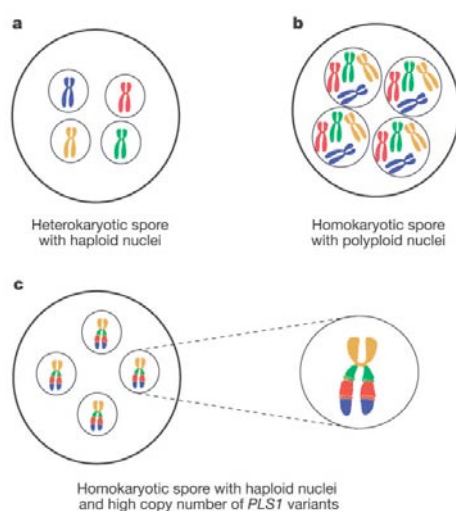 a
b
Heterokaryotic spore
with haploid nuclei
Homokaryotic spore
with polyploid nuclei
c
Homokaryotic spore with haploid nuclei
and high copy number of PLS1 variants